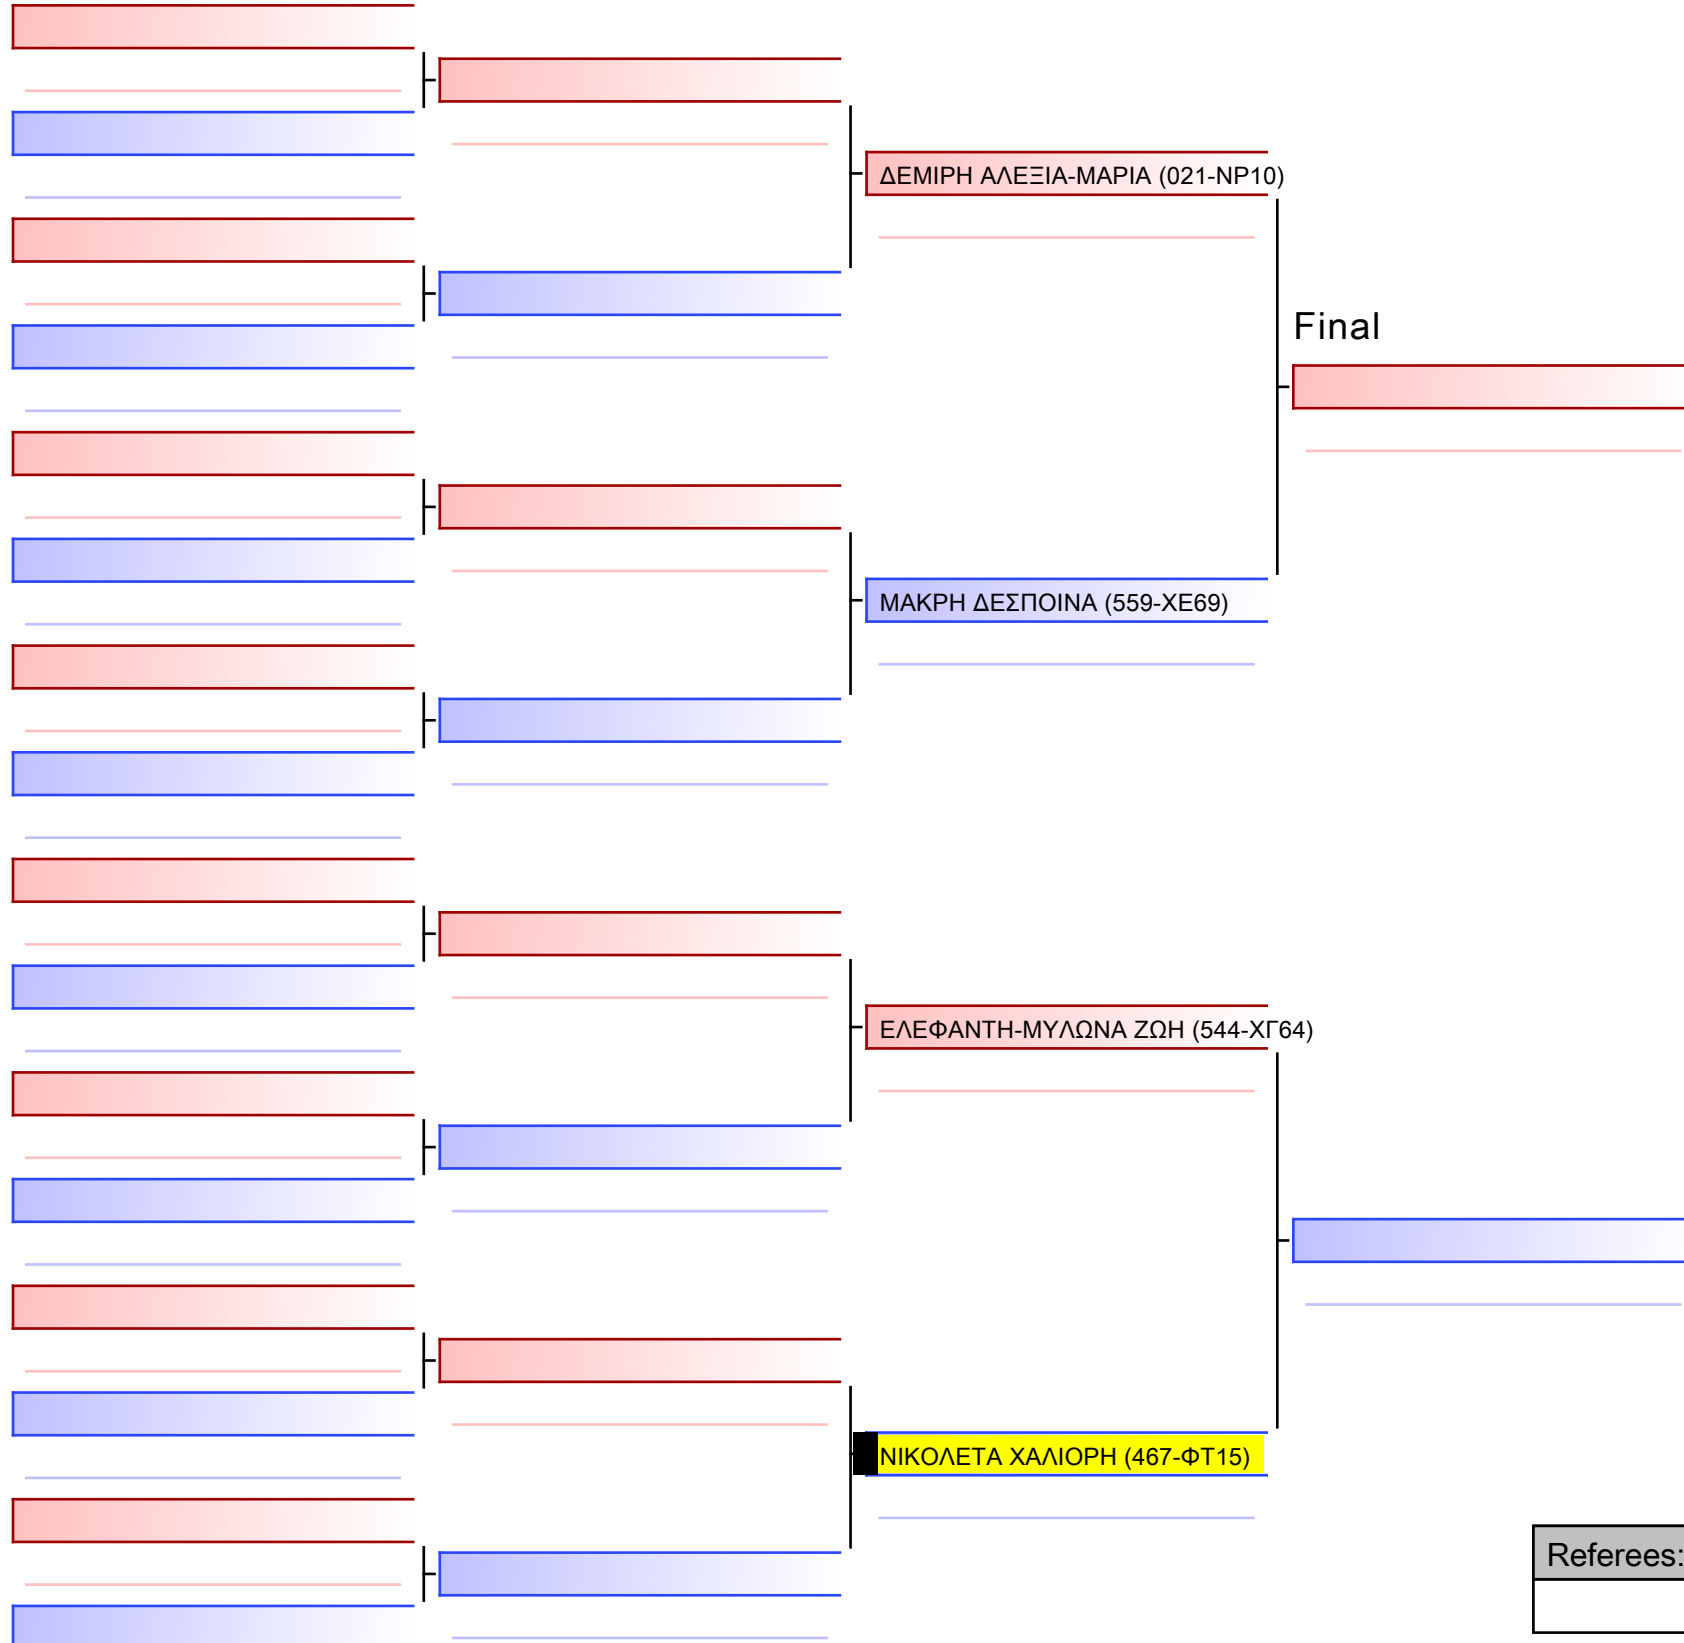 ΔΕΜΙΡΗ ΑΛΕΞΙΑ-ΜΑΡΙΑ (021-ΝΡ10)
Final
ΜΑΚΡΗ ΔΕΣΠΟΙΝΑ (559-ΧΕ69)
ΕΛΕΦΑΝΤΗ-ΜΥΛΩΝΑ ΖΩΗ (544-ΧΓ64)
ΝΙΚΟΛΕΤΑ ΧΑΛΙΟΡΗ (467-ΦΤ15)
Referees: